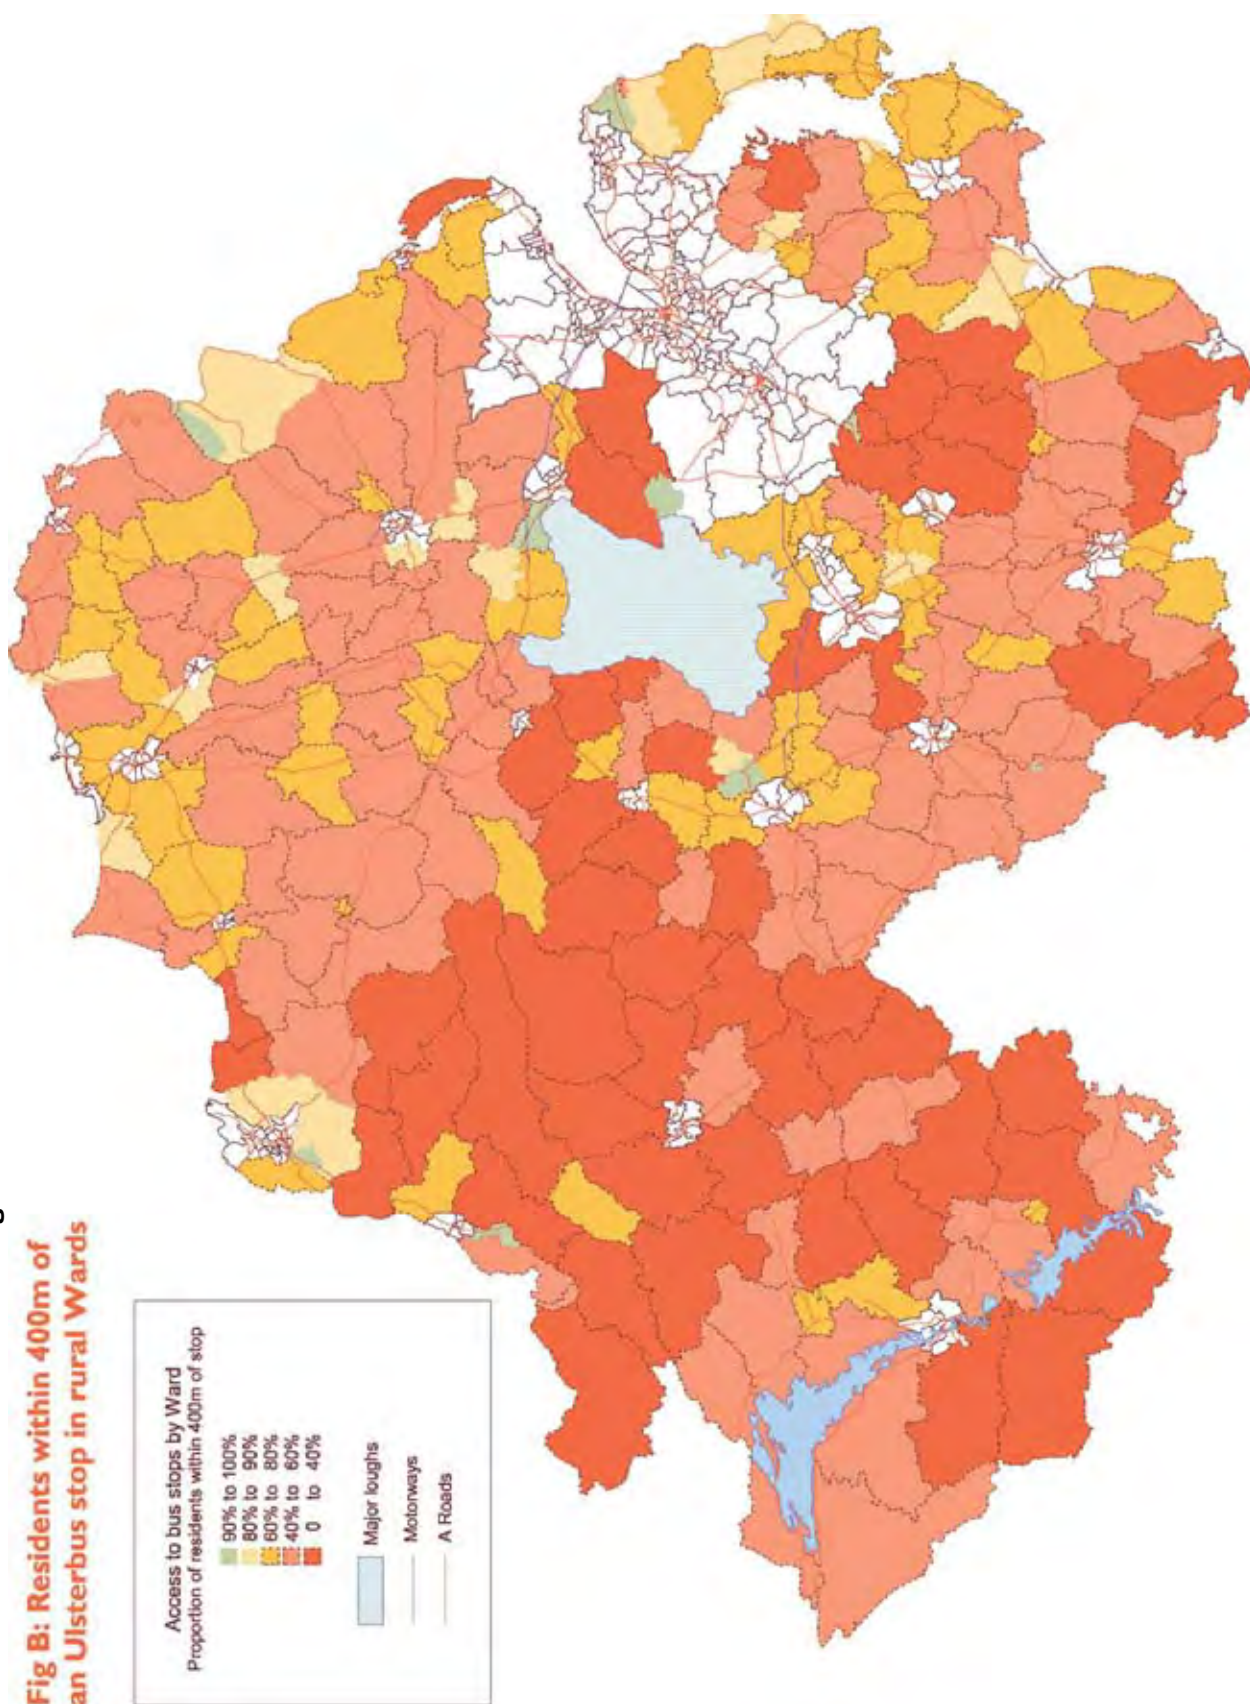 Fig B: Residents within 400m of
an Ulsterbus stop in rural Wards
Access to bus stops by Ward
Proportion of residents within 400m of stop
90% to 100%
80% to 90%
60% to 80%
40% to 60%
0 to 40%
Major loughs
Motorways
A Roads